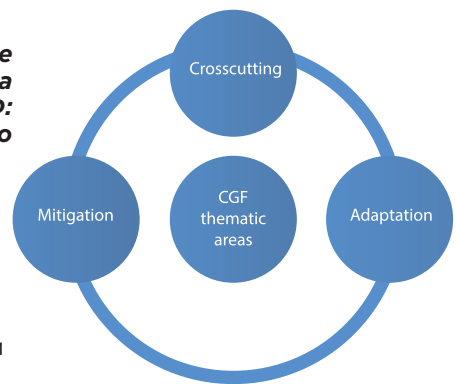 e
a
):
o
Crosscutting
Mitigation
CGF
thematic
areas
Adaptation